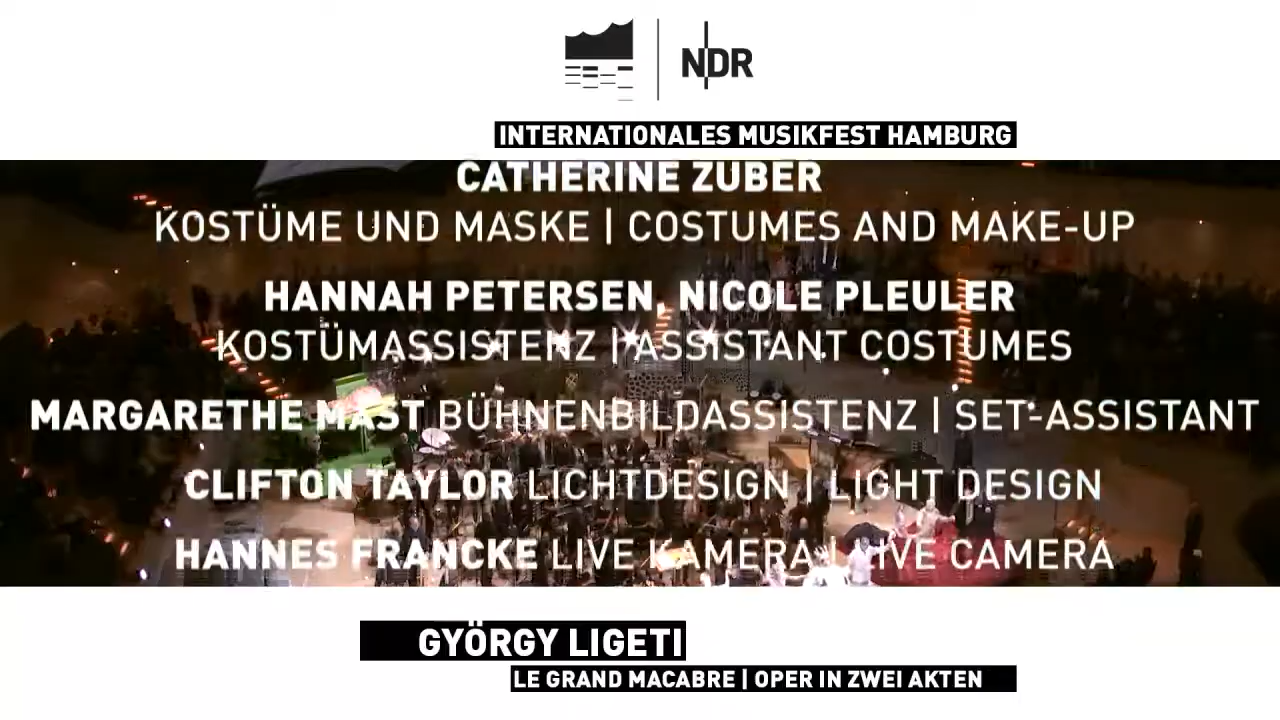 NDR
INTERNATIONALES MUSIKFEST HAMBURG
CATHERINE ZUBER
KOSTÜME UND MASKE | COSTUMES AND MAKE-UP
HANNAH PETERSEN, NICOLE PLEULER
KOSTÜMASSISTENZ | ASSISTANT COSTUMES
MARGARETHE MAST BÜHNENBILDASSISTENZ | SET-ASSISTANT
CLIFTON TAYLOR LICHTDESIGN | LIGHT DESIGN
HANNES FRANCKE LIVE KAMERA | LIVE CAMERA
GYÖRGY LIGETI
LE GRAND MACABRE | OPER IN ZWEI AKTEN